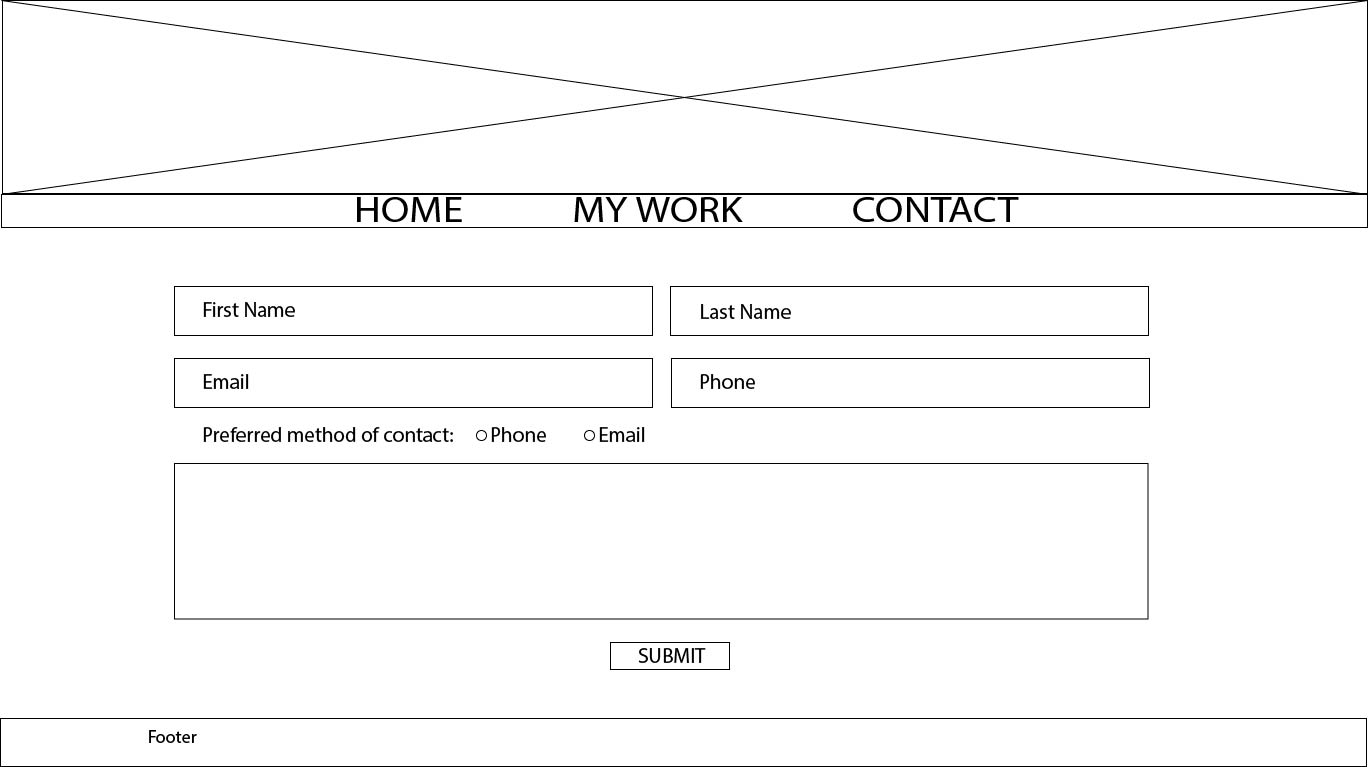 HOME MY WORK CONTACT
First Name Last Name
Email Phone
Preferred method of contact: Phone Email
SUBMIT
Footer